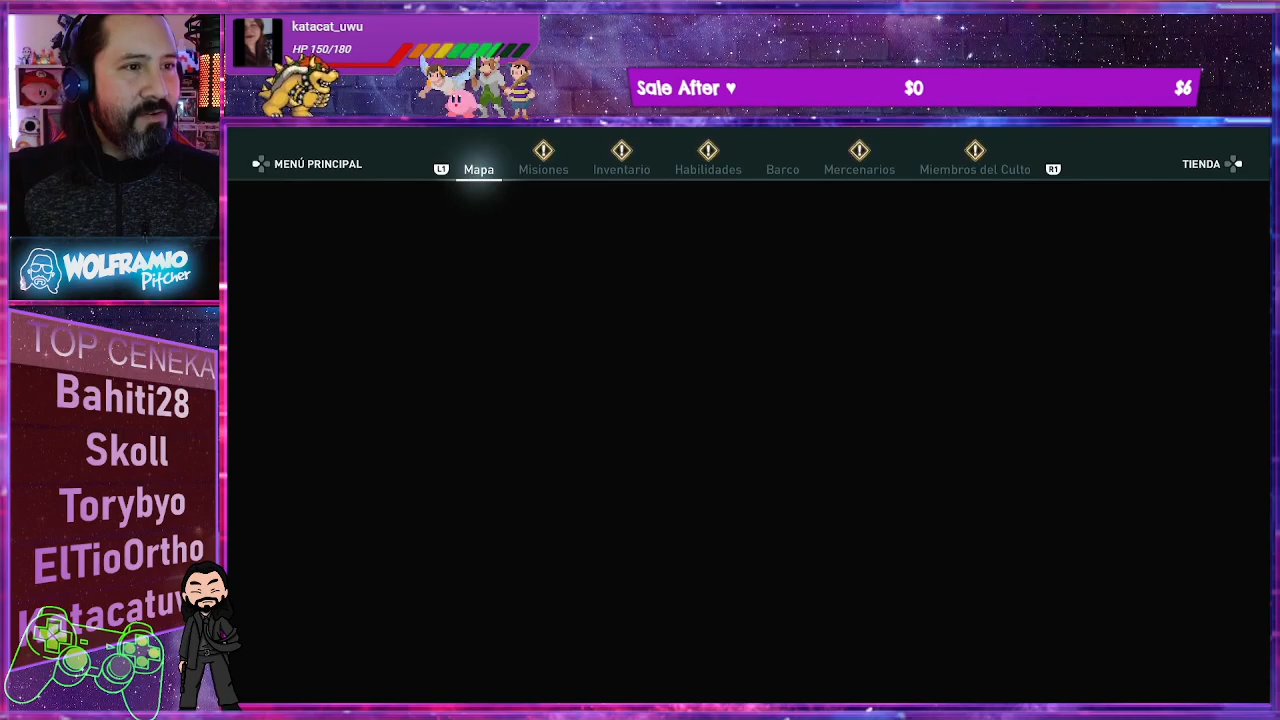 katacat_uwu
HP 150/180
Sale After ♥ $0 $6
MENÚ PRINCIPAL L1 Mapa Misiones Inventario Habilidades Barco Mercenarios Miembros del Culto R1 TIENDA
WOLFRAMIO
Pitcher
TOP CENEKA
Bahiti28
Skoll
Torybyo
ElTioOrtho